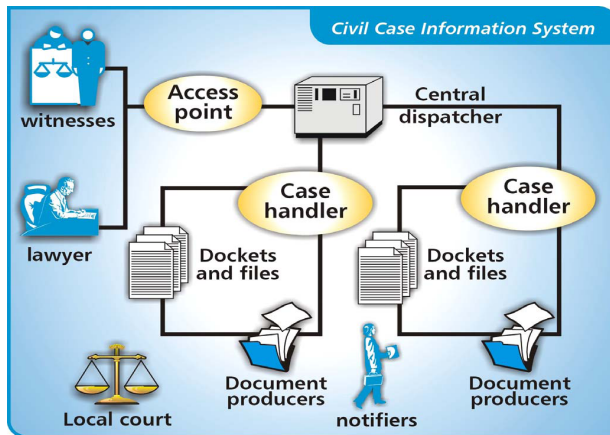 Civil Case Information System
witnesses
Access
point
Central
dispatcher
lawyer
Case
handler
Dockets
and files
Document
producers
Case
handler
Dockets
and files
Document
producers
Local court
notifiers